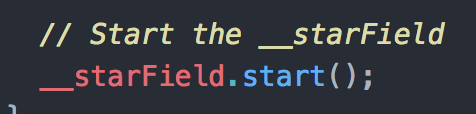 // Start the __starField
__starField.start();
}